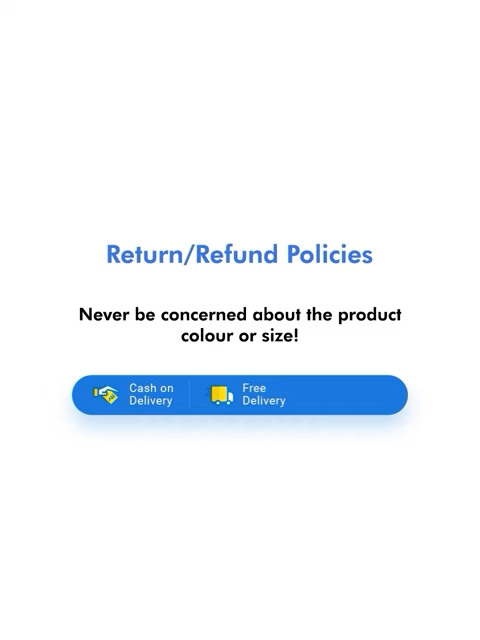 Return/Refund Policies
Never be concerned about the product
colour or size!
Cash on
Delivery
Free
Delivery